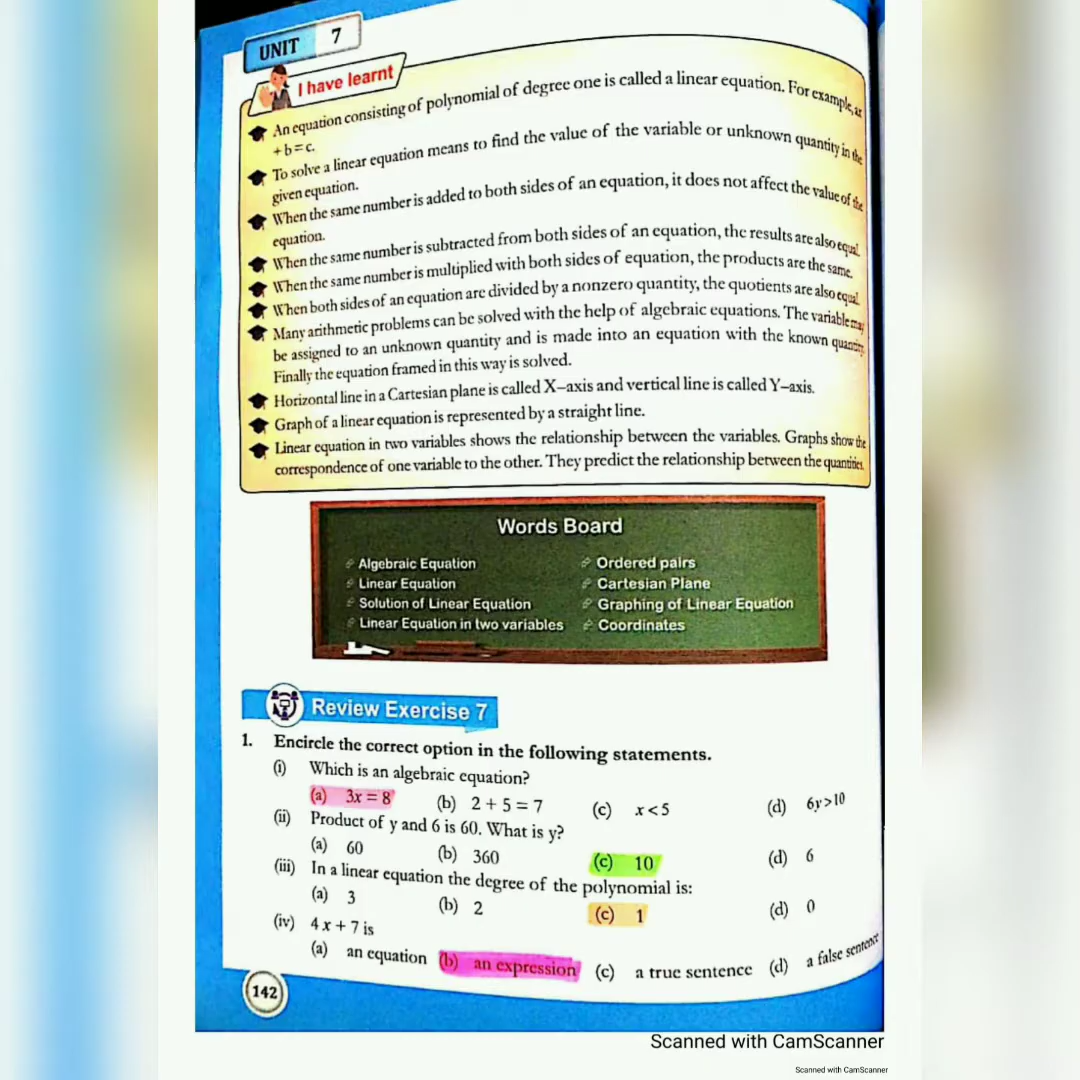 UNIT 7
I have learnt
An equation consisting of polynomial of degree one is called a linear equation. For example, ax
+ b = c.
To solve a linear equation means to find the value of the variable or unknown quantity in the
given equation.
When the same number is added to both sides of an equation, it does not affect the value of the
equation.
When the same number is subtracted from both sides of an equation, the results are also equal.
When the same number is multiplied with both sides of equation, the products are the same.
When both sides of an equation are divided by a nonzero quantity, the quotients are also equal.
Many arithmetic problems can be solved with the help of algebraic equations. The variable may
be assigned to an unknown quantity and is made into an equation with the known quantity.
Finally the equation framed in this way is solved.
Horizontal line in a Cartesian plane is called X–axis and vertical line is called Y–axis.
Graph of a linear equation is represented by a straight line.
Linear equation in two variables shows the relationship between the variables. Graphs show the
correspondence of one variable to the other. They predict the relationship between the quantities.
Words Board
Algebraic Equation
Linear Equation
Solution of Linear Equation
Linear Equation in two variables
Ordered pairs
Cartesian Plane
Graphing of Linear Equation
Coordinates
Review Exercise 7
1. Encircle the correct option in the following statements.
(i) Which is an algebraic equation?
(a) 3x = 8 (b) 2 + 5 = 7 (c) x < 5 (d) 6y > 10
(ii) Product of y and 6 is 60. What is y?
(a) 60 (b) 360 (c) 10 (d) 6
(iii) In a linear equation the degree of the polynomial is:
(a) 3 (b) 2 (c) 1 (d) 0
(iv) 4x + 7 is
(a) an equation (b) an expression (c) a true sentence (d) a false sentence
142
Scanned with CamScanner
Scanned with CamScanner